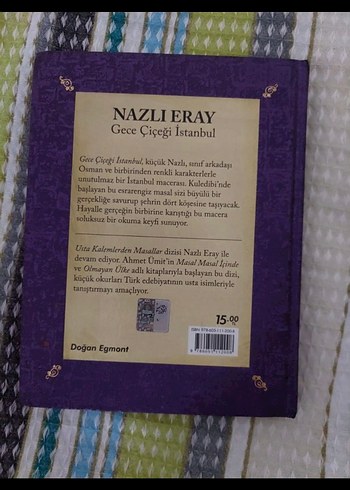 NAZLI ERAY
Gece Çiçeği İstanbul
Gece Çiçeği İstanbul, küçük Nazlı, sınıf arkadaşı
Osman ve birbirinden renkli karakterlerle
unutulmaz bir İstanbul macerası. Kuledibi'nde
başlayan bu esrarengiz masal sizi büyülü bir
gerçekliğe savurup şehrin dört köşesine taşıyacak.
Hayalle gerçeğin birbirine karıştığı bu macera
soluksuz bir okuma keyfi sunuyor.
Usta Kalemlerden Masallar dizisi Nazlı Eray ile
devam ediyor. Ahmet Ümit'in Masal Masal İçinde
ve Olmayan Ülke adlı kitaplarıyla başlayan bu dizi,
küçük okurları Türk edebiyatının usta isimleriyle
tanıştırmayı amaçlıyor.
15.00
Doğan Egmont